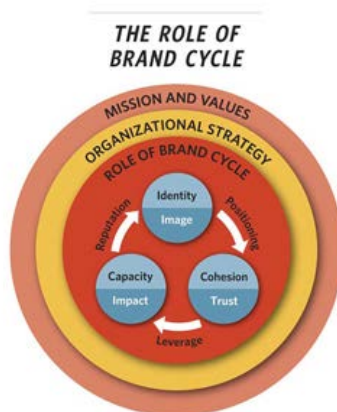 THE ROLE OF
BRAND CYCLE
MISSION AND VALUES
ORGANIZATIONAL STRATEGY
ROLE OF BRAND CYCLE
Identity
Image
Reputation
Positioning
Capacity
Impact
Cohesion
Trust
Leverage